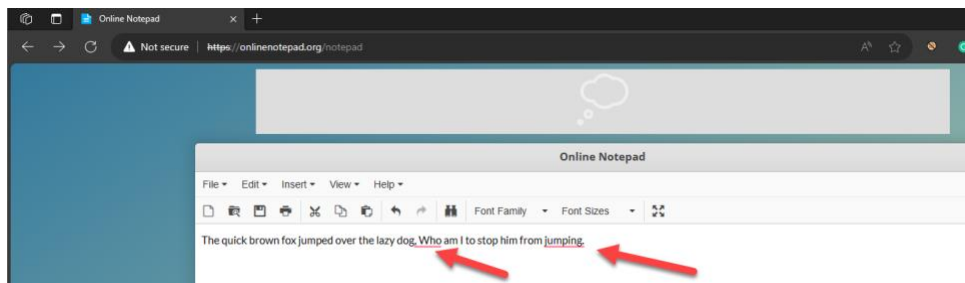 Online Notepad
Not secure | https://onlinenotepad.org/notepad
Online Notepad
File Edit Insert View Help
Font Family Font Sizes
The quick brown fox jumped over the lazy dog, Who am I to stop him from jumping.